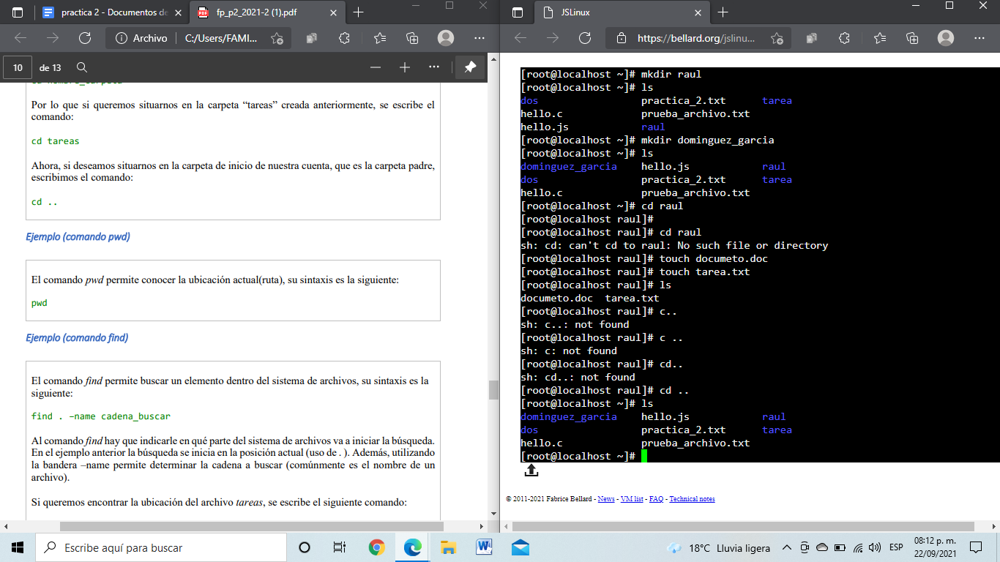 practica 2 - Documentos de
fp_p2_2021-2 (1).pdf
Archivo
C:/Users/FAMI...
10
de 13
Por lo que si queremos situarnos en la carpeta “tareas” creada anteriormente, se escribe el
comando:
cd tareas
Ahora, si deseamos situarnos en la carpeta de inicio de nuestra cuenta, que es la carpeta padre,
escribimos el comando:
cd ..
Ejemplo (comando pwd)
El comando pwd permite conocer la ubicación actual(ruta), su sintaxis es la siguiente:
pwd
Ejemplo (comando find)
El comando find permite buscar un elemento dentro del sistema de archivos, su sintaxis es la
siguiente:
find . –name cadena_buscar
Al comando find hay que indicarle en qué parte del sistema de archivos va a iniciar la búsqueda.
En el ejemplo anterior la búsqueda se inicia en la posición actual (uso de . ). Además, utilizando
la bandera –name permite determinar la cadena a buscar (comúnmente es el nombre de un
archivo).
Si queremos encontrar la ubicación del archivo tareas, se escribe el siguiente comando:
JSLinux
https://bellard.org/jslinu...
[root@localhost ~]# mkdir raul
[root@localhost ~]# ls
dos practica_2.txt tarea
hello.c prueba_archivo.txt
hello.js raul
[root@localhost ~]# mkdir dominguez_garcia
[root@localhost ~]# ls
dominguez_garcia hello.js raul
dos practica_2.txt tarea
hello.c prueba_archivo.txt
[root@localhost ~]# cd raul
[root@localhost raul]#
[root@localhost raul]# cd raul
sh: cd: can't cd to raul: No such file or directory
[root@localhost raul]# touch documeto.doc
[root@localhost raul]# touch tarea.txt
[root@localhost raul]# ls
documeto.doc tarea.txt
[root@localhost raul]# c..
sh: c..: not found
[root@localhost raul]# c ..
sh: c: not found
[root@localhost raul]# cd..
sh: cd..: not found
[root@localhost raul]# cd ..
[root@localhost ~]# ls
dominguez_garcia hello.js raul
dos practica_2.txt tarea
hello.c prueba_archivo.txt
[root@localhost ~]#
© 2011-2021 Fabrice Bellard - News - VM list - FAQ - Technical notes
Escribe aquí para buscar
18°C Lluvia ligera
ESP
08:12 p. m.
22/09/2021